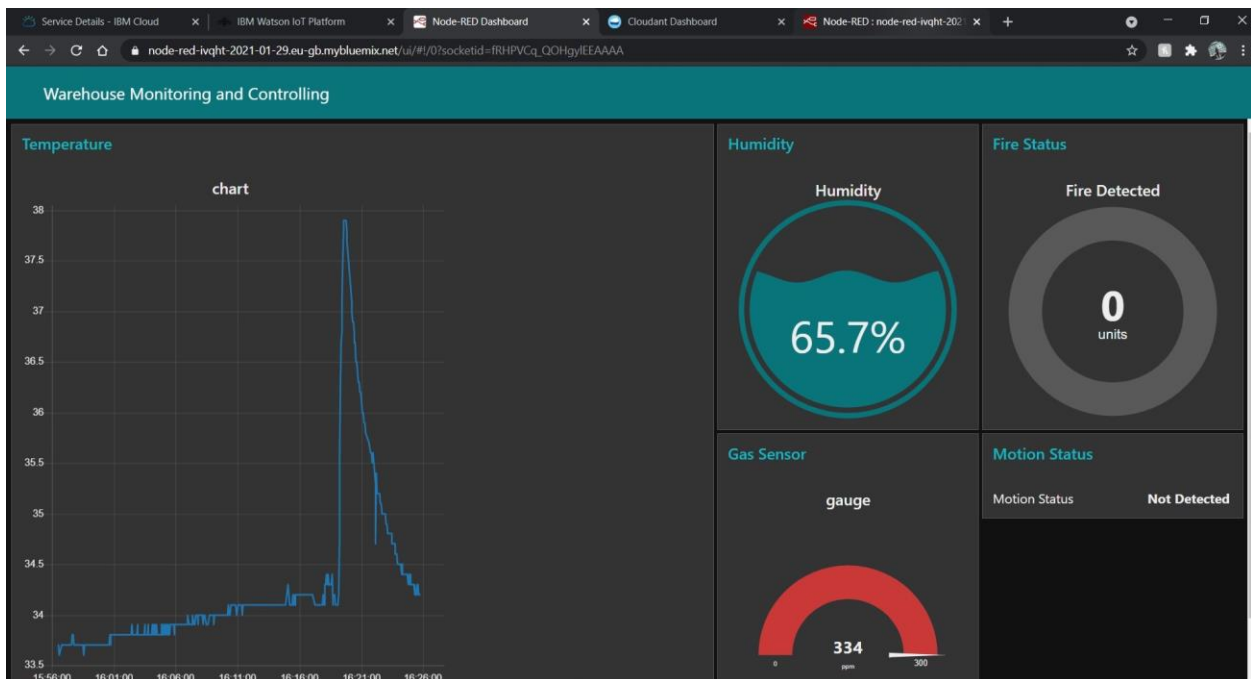 Service Details - IBM Cloud
IBM Watson IoT Platform
Node-RED Dashboard
Cloudant Dashboard
Node-RED : node-red-ivqht-2021
node-red-ivqht-2021-01-29.eu-gb.mybluemix.net/ui/#!/0?socketid=fRHPVCq_QOHgylEEAAAA
Warehouse Monitoring and Controlling
Temperature
chart
38
37.5
37
36.5
36
35.5
35
34.5
34
33.5
15:56:00 16:01:00 16:06:00 16:11:00 16:16:00 16:21:00 16:26:00
Humidity
Humidity
65.7%
Fire Status
Fire Detected
0
units
Gas Sensor
gauge
334
ppm
0 300
Motion Status
Motion Status Not Detected